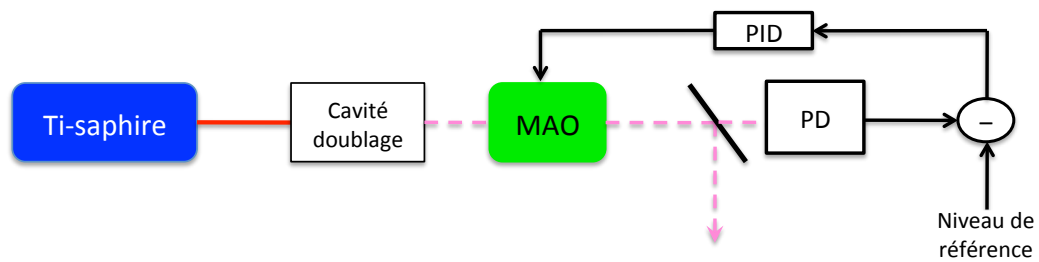 PID
Ti-saphire
Cavité
doublage
MAO
PD
–
Niveau de
référence